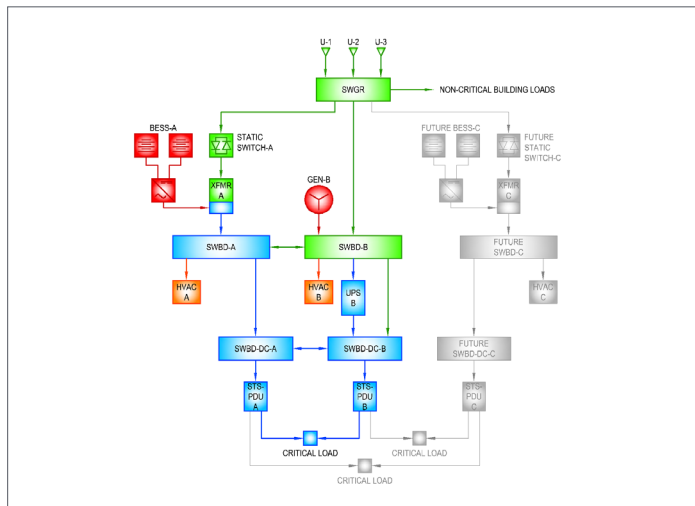 U-1 U-2 U-3
SWGR
NON-CRITICAL BUILDING LOADS
BESS-A
STATIC
SWITCH-A
FUTURE BESS-C
FUTURE
STATIC
SWITCH-C
GEN-B
XFMR
A
XFMR
C
SWBD-A
SWBD-B
FUTURE
SWBD-C
HVAC
A
HVAC
B
UPS
B
HVAC
C
SWBD-DC-A
SWBD-DC-B
FUTURE
SWBD-DC-C
STS-
PDU
A
STS-
PDU
B
STS-
PDU
C
CRITICAL LOAD
CRITICAL LOAD
CRITICAL LOAD